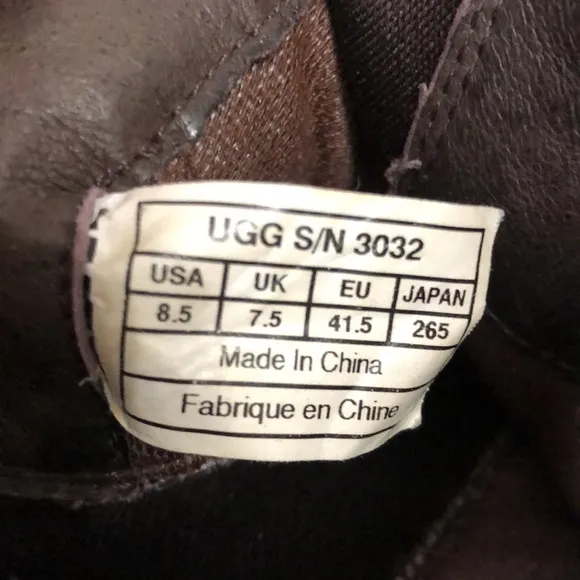 UGG S/N 3032
USA UK EU JAPAN
8.5 7.5 41.5 265
Made In China
Fabrique en Chine